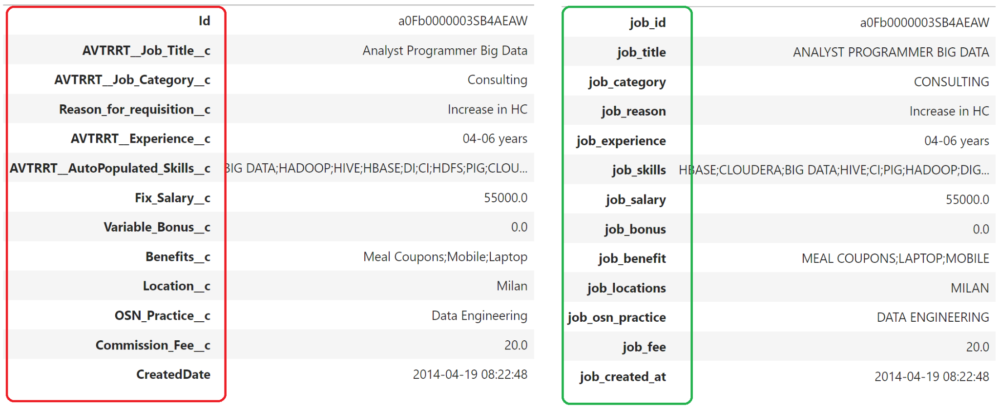 Id a0Fb0000003SB4AEAW
AVTRRT__Job_Title__c Analyst Programmer Big Data
AVTRRT__Job_Category__c Consulting
Reason_for_requisition__c Increase in HC
AVTRRT__Experience__c 04-06 years
AVTRRT__AutoPopulated_Skills__c BIG DATA;HADOOP;HIVE;HBASE;DI;CI;HDFS;PIG;CLOU...
Fix_Salary__c 55000.0
Variable_Bonus__c 0.0
Benefits__c Meal Coupons;Mobile;Laptop
Location__c Milan
OSN_Practice__c Data Engineering
Commission_Fee__c 20.0
CreatedDate 2014-04-19 08:22:48
job_id a0Fb0000003SB4AEAW
job_title ANALYST PROGRAMMER BIG DATA
job_category CONSULTING
job_reason Increase in HC
job_experience 04-06 years
job_skills HBASE;CLOUDERA;BIG DATA;HIVE;CI;PIG;HADOOP;DIG...
job_salary 55000.0
job_bonus 0.0
job_benefit MEAL COUPONS;LAPTOP;MOBILE
job_locations MILAN
job_osn_practice DATA ENGINEERING
job_fee 20.0
job_created_at 2014-04-19 08:22:48